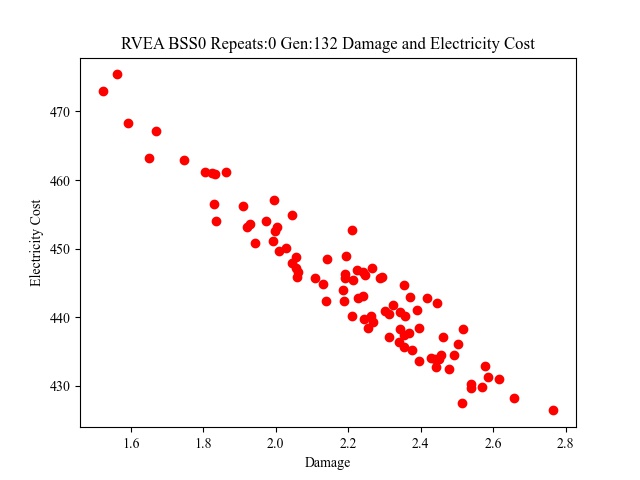 RVEA BSS0 Repeats:0 Gen:132 Damage and Electricity Cost
470
460
450
440
430
Electricity Cost
1.6 1.8 2.0 2.2 2.4 2.6 2.8
Damage